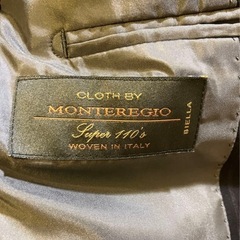 CLOTH BY
MONTEREGIO
Super 110's
WOVEN IN ITALY
BIELLA